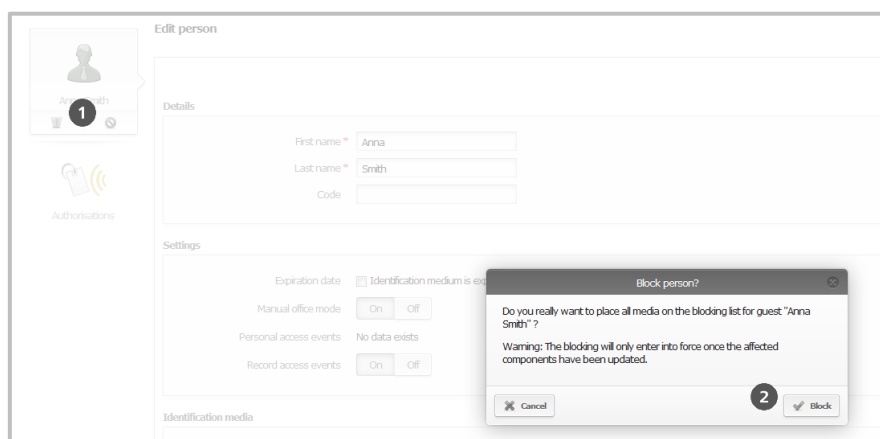 Edit person
Anna Smith
1
Authorisations
Details
First name * Anna
Last name * Smith
Code
Settings
Expiration date Identification medium is exp
Manual office mode On Off
Personal access events No data exists
Record access events On Off
Identification media
Block person?
Do you really want to place all media on the blocking list for guest "Anna
Smith" ?
Warning: The blocking will only enter into force once the affected
components have been updated.
Cancel
2
Block